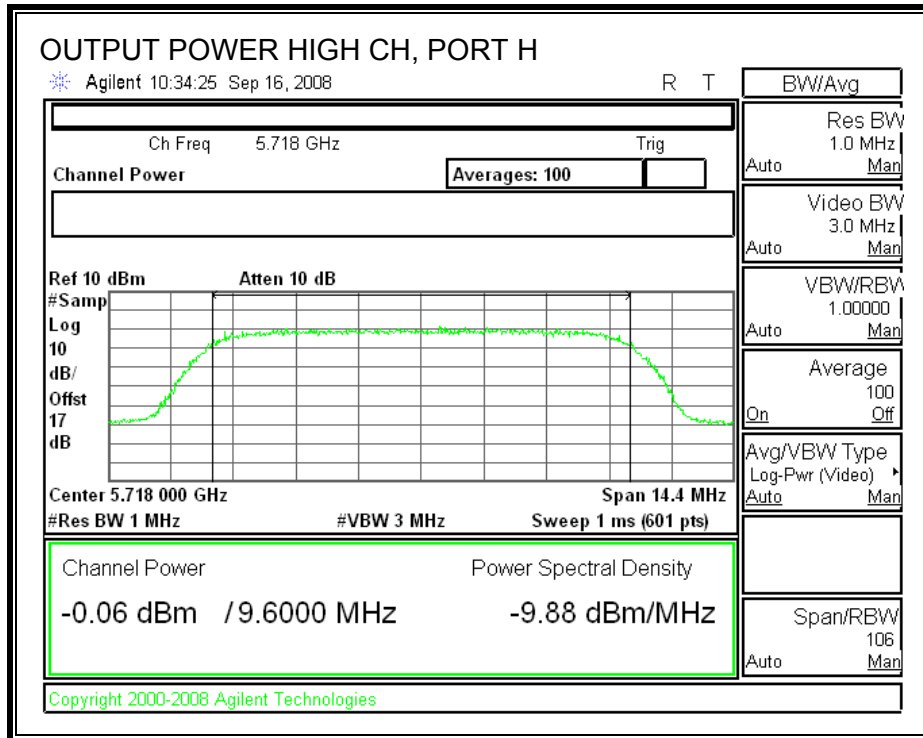 OUTPUT POWER HIGH CH, PORT H
Agilent 10:34:25 Sep 16, 2008 R T
BW/Avg
Ch Freq 5.718 GHz Trig
Channel Power Averages: 100
Ref 10 dBm Atten 10 dB
#Samp
Log
10
dB/
Offst
17
dB
Center 5.718 000 GHz Span 14.4 MHz
#Res BW 1 MHz #VBW 3 MHz Sweep 1 ms (601 pts)
Channel Power Power Spectral Density
-0.06 dBm /9.6000 MHz -9.88 dBm/MHz
Copyright 2000-2008 Agilent Technologies
Res BW
1.0 MHz
Auto Man
Video BW
3.0 MHz
Auto Man
VBW/RBW
1.00000
Auto Man
Average
100
On Off
Avg/VBW Type
Log-Pwr (Video)
Auto Man
Span/RBW
106
Auto Man